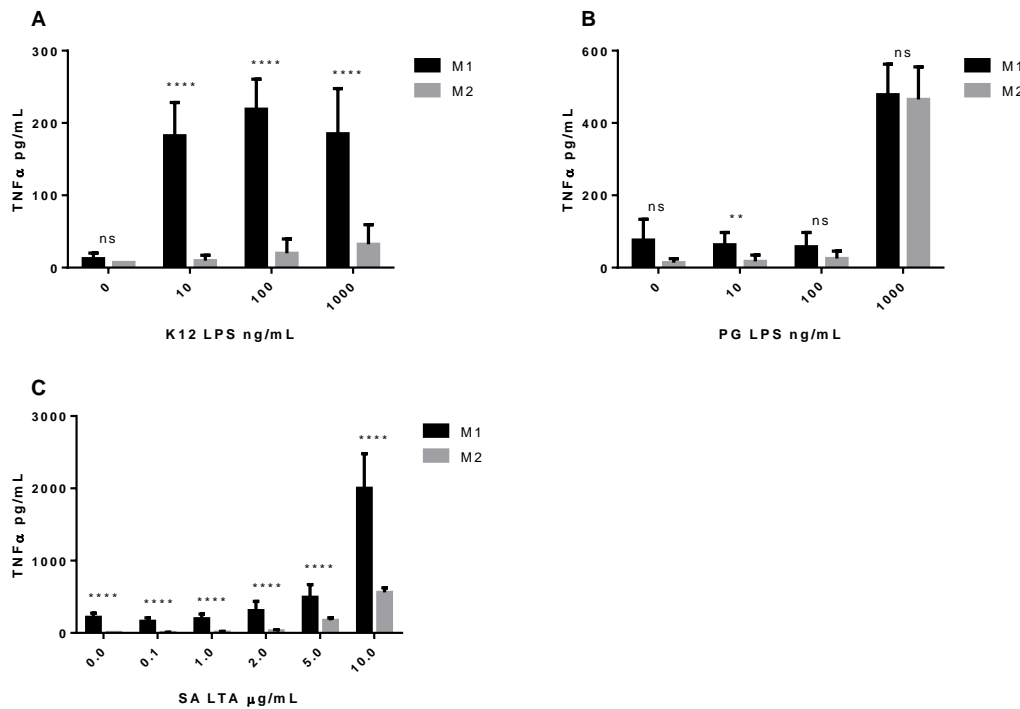 A
TNFα pg/mL
300
200
100
0
ns
****
****
****
0
10
100
1000
K12 LPS ng/mL
M1
M2
B
TNFα pg/mL
600
400
200
0
ns
**
ns
ns
0
10
100
1000
PG LPS ng/mL
M1
M2
C
TNFα pg/mL
3000
2000
1000
0
****
****
****
****
****
****
0.0
0.1
1.0
2.0
5.0
10.0
SA LTA μg/mL
M1
M2